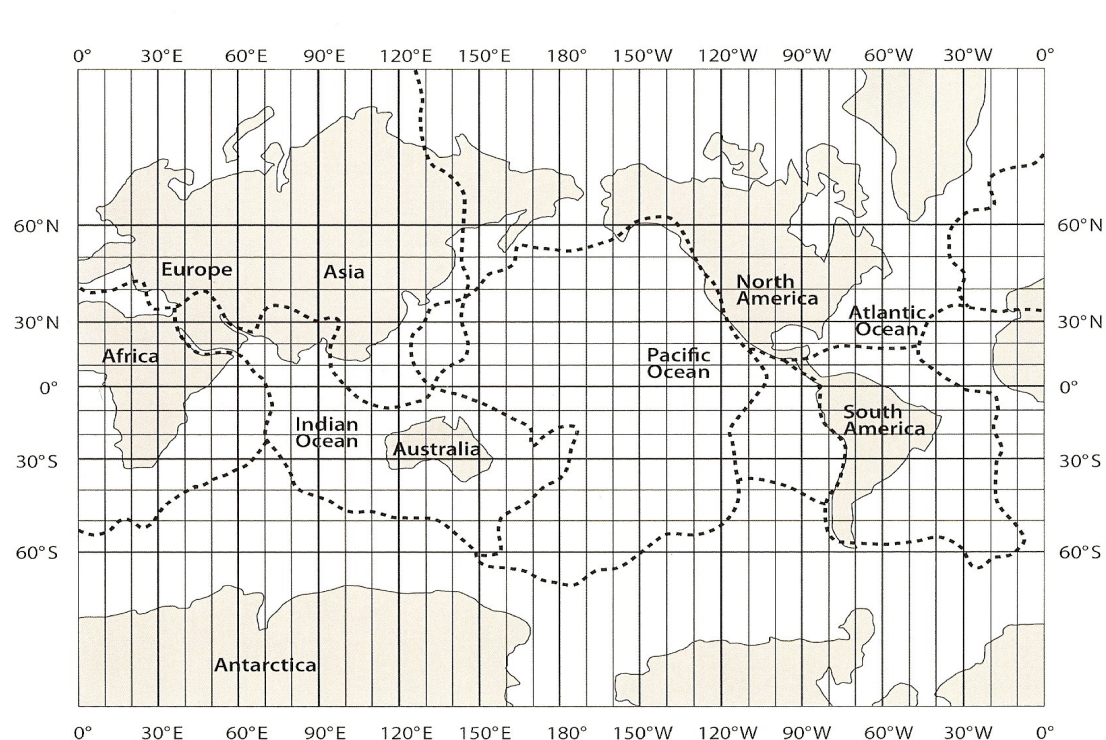 0° 30°E 60°E 90°E 120°E 150°E 180° 150°W 120°W 90°W 60°W 30°W 0°
60°N 60°N
Europe Asia
North
America
Atlantic
Ocean
30°N 30°N
Africa
Pacific
Ocean
0° 0°
South
America
Indian
Ocean
Australia
30°S 30°S
60°S 60°S
Antarctica
0° 30°E 60°E 90°E 120°E 150°E 180° 150°W 120°W 90°W 60°W 30°W 0°